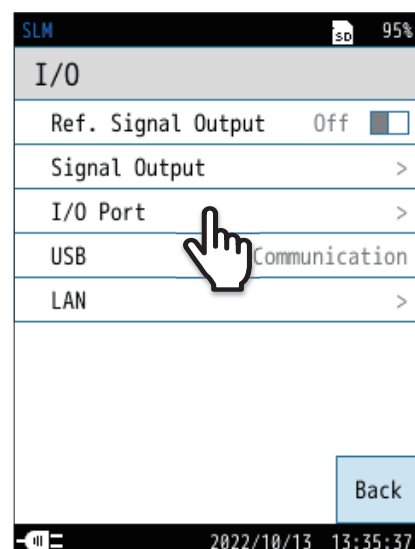 SLM SD 95%
I/O
Ref. Signal Output Off
Signal Output >
I/O Port >
USB Communication
LAN >
Back
2022/10/13 13:35:37